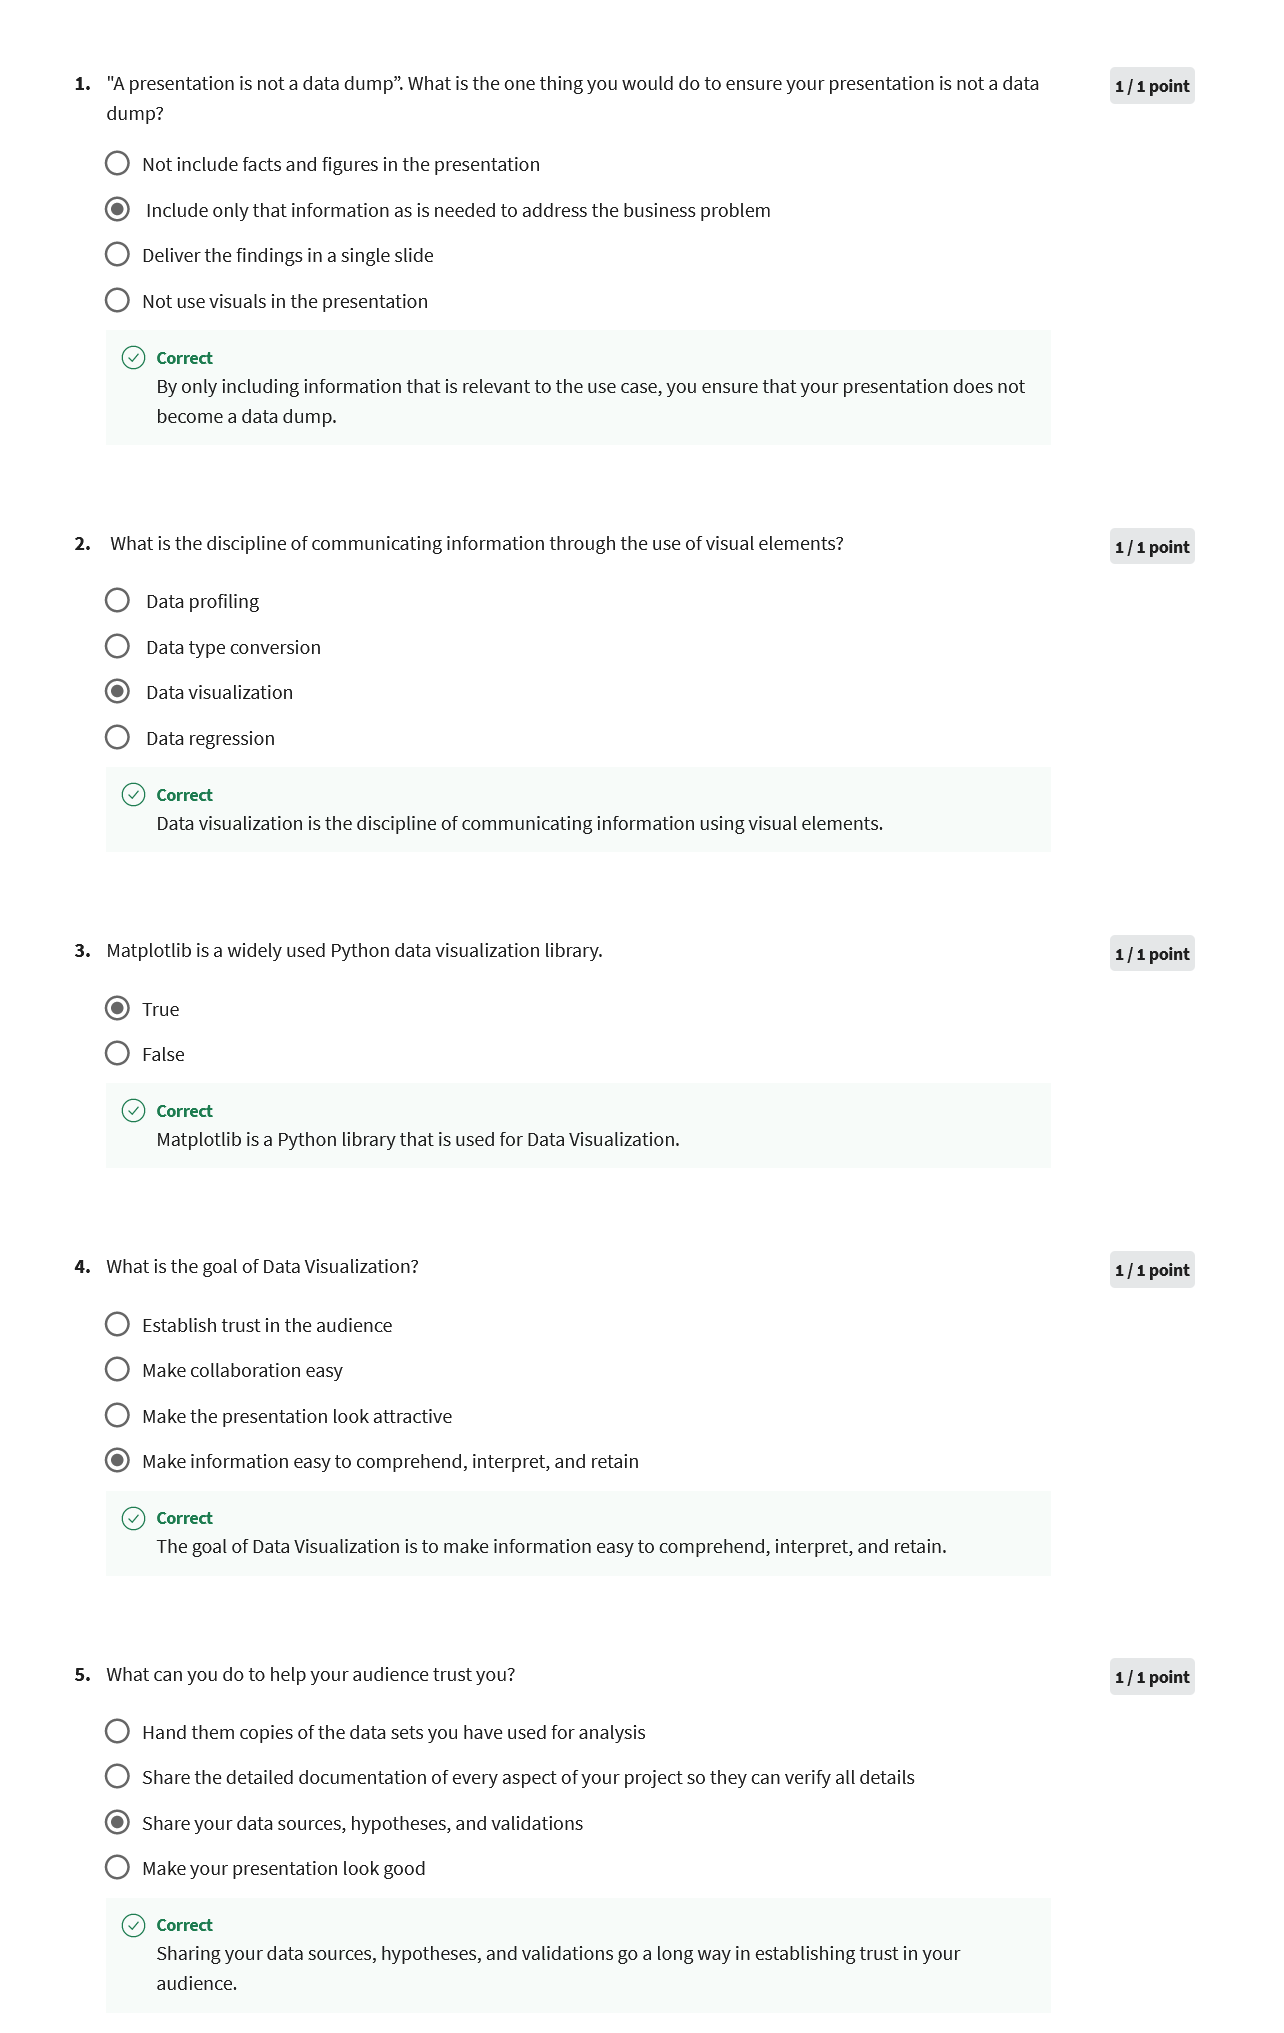 1. "A presentation is not a data dump”. What is the one thing you would do to ensure your presentation is not a data
dump?
1 / 1 point
Not include facts and figures in the presentation
Include only that information as is needed to address the business problem
Deliver the findings in a single slide
Not use visuals in the presentation
Correct
By only including information that is relevant to the use case, you ensure that your presentation does not
become a data dump.
2. What is the discipline of communicating information through the use of visual elements?
1 / 1 point
Data profiling
Data type conversion
Data visualization
Data regression
Correct
Data visualization is the discipline of communicating information using visual elements.
3. Matplotlib is a widely used Python data visualization library.
1 / 1 point
True
False
Correct
Matplotlib is a Python library that is used for Data Visualization.
4. What is the goal of Data Visualization?
1 / 1 point
Establish trust in the audience
Make collaboration easy
Make the presentation look attractive
Make information easy to comprehend, interpret, and retain
Correct
The goal of Data Visualization is to make information easy to comprehend, interpret, and retain.
5. What can you do to help your audience trust you?
1 / 1 point
Hand them copies of the data sets you have used for analysis
Share the detailed documentation of every aspect of your project so they can verify all details
Share your data sources, hypotheses, and validations
Make your presentation look good
Correct
Sharing your data sources, hypotheses, and validations go a long way in establishing trust in your
audience.